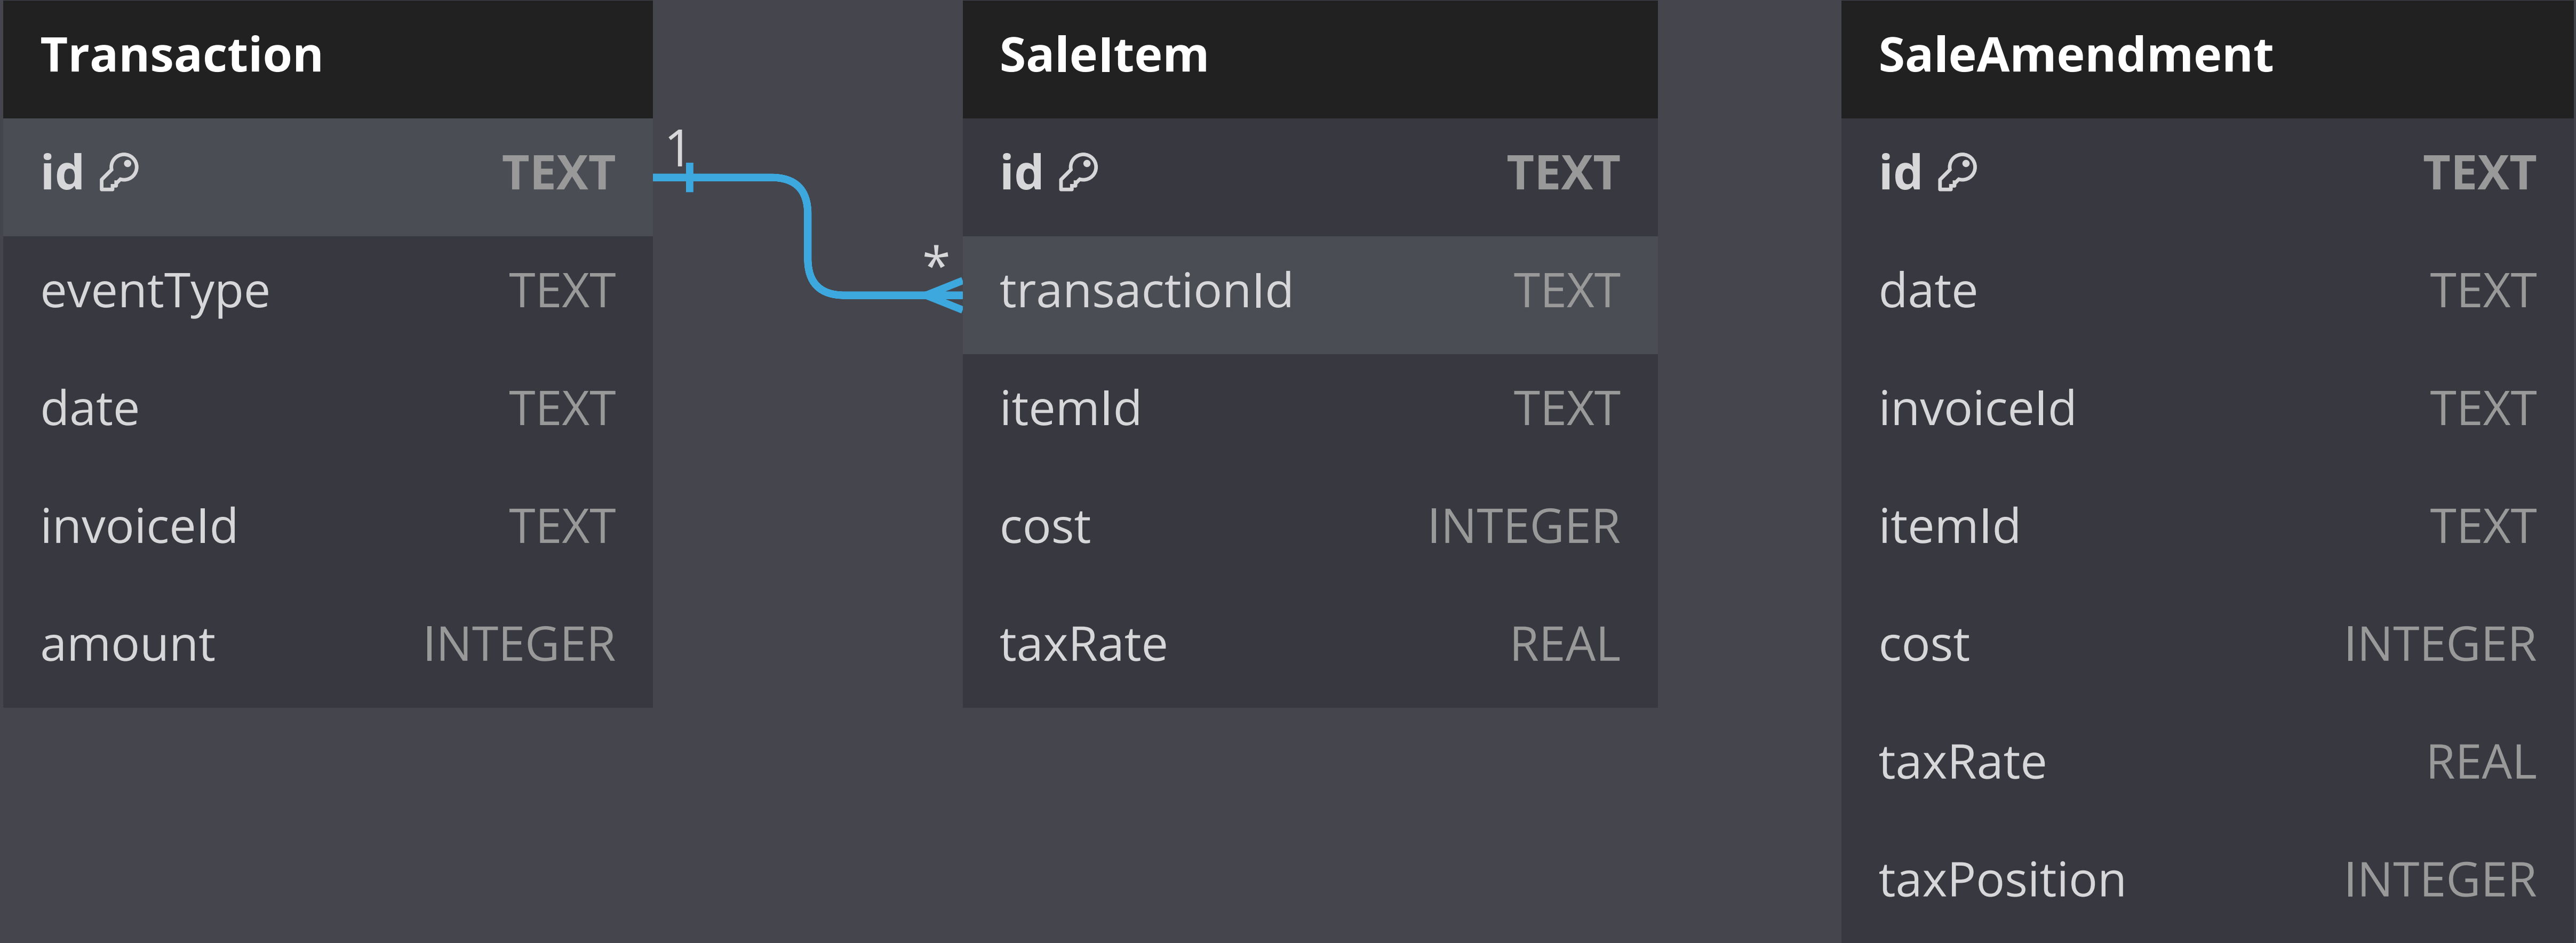 Transaction
id TEXT
eventType TEXT
date TEXT
invoiceId TEXT
amount INTEGER
1
*
SaleItem
id TEXT
transactionId TEXT
itemId TEXT
cost INTEGER
taxRate REAL
SaleAmendment
id TEXT
date TEXT
invoiceId TEXT
itemId TEXT
cost INTEGER
taxRate REAL
taxPosition INTEGER